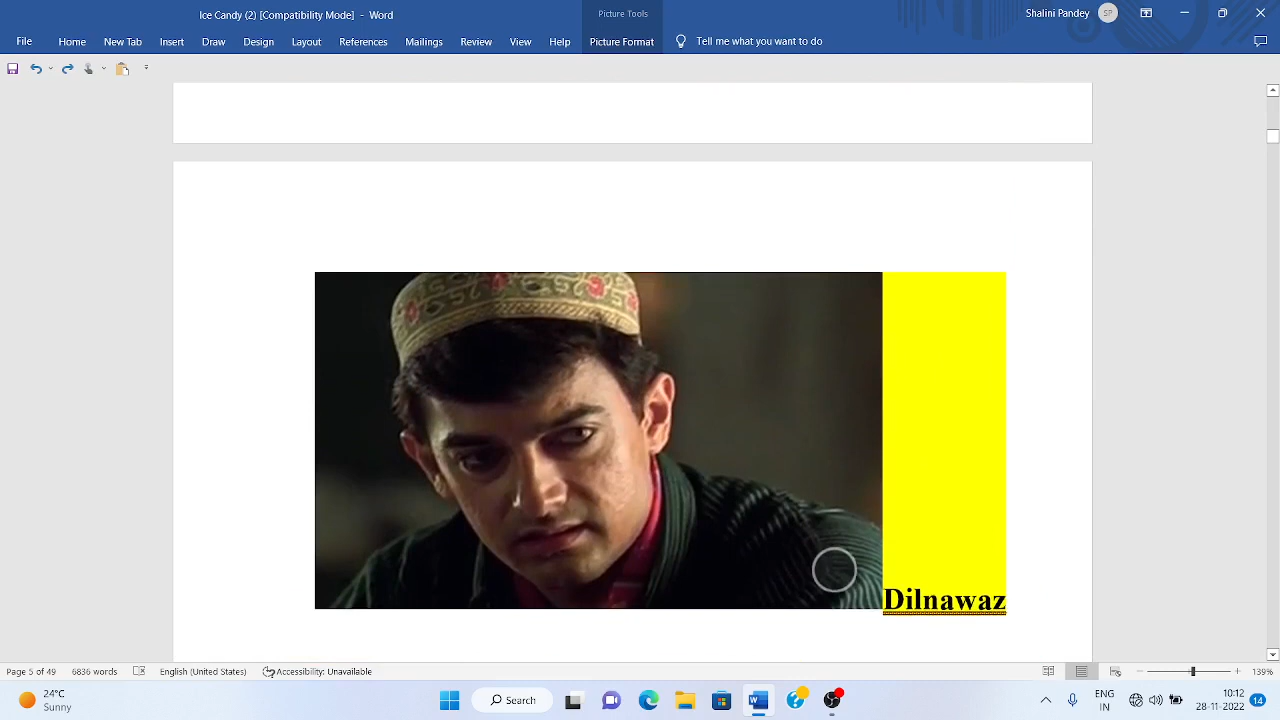 Ice Candy (2) [Compatibility Mode] - Word
Picture Tools
Shalini Pandey
SP
File
Home
New Tab
Insert
Draw
Design
Layout
References
Mailings
Review
View
Help
Picture Format
Tell me what you want to do
Dilnawaz
Page 5 of 49
6836 words
English (United States)
Accessibility: Unavailable
139%
24°C
Sunny
Search
ENG
IN
10:12
28-11-2022
14